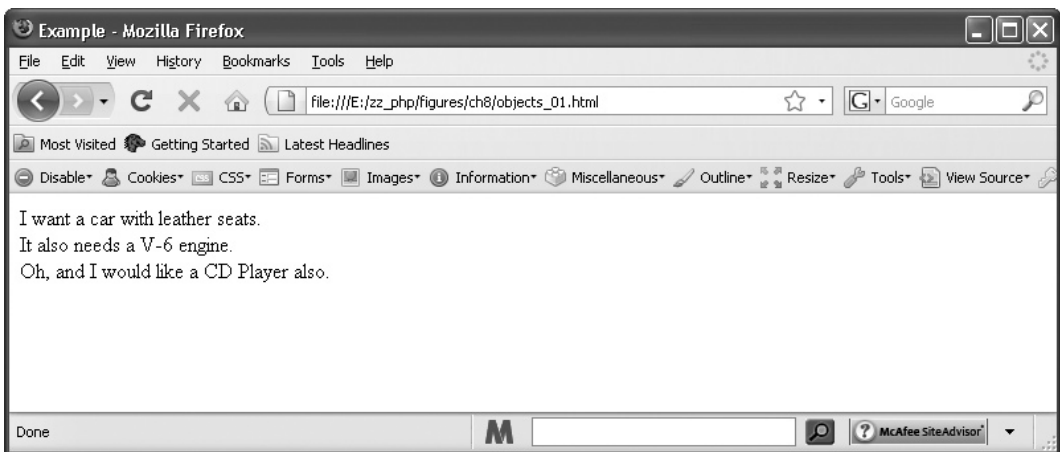 Example - Mozilla Firefox
File Edit View History Bookmarks Tools Help
file:///E:/zz_php/figures/ch8/objects_01.html G Google
Most Visited Getting Started Latest Headlines
Disable Cookies CSS Forms Images Information Miscellaneous Outline Resize Tools View Source
I want a car with leather seats.
It also needs a V-6 engine.
Oh, and I would like a CD Player also.
Done M McAfee SiteAdvisor